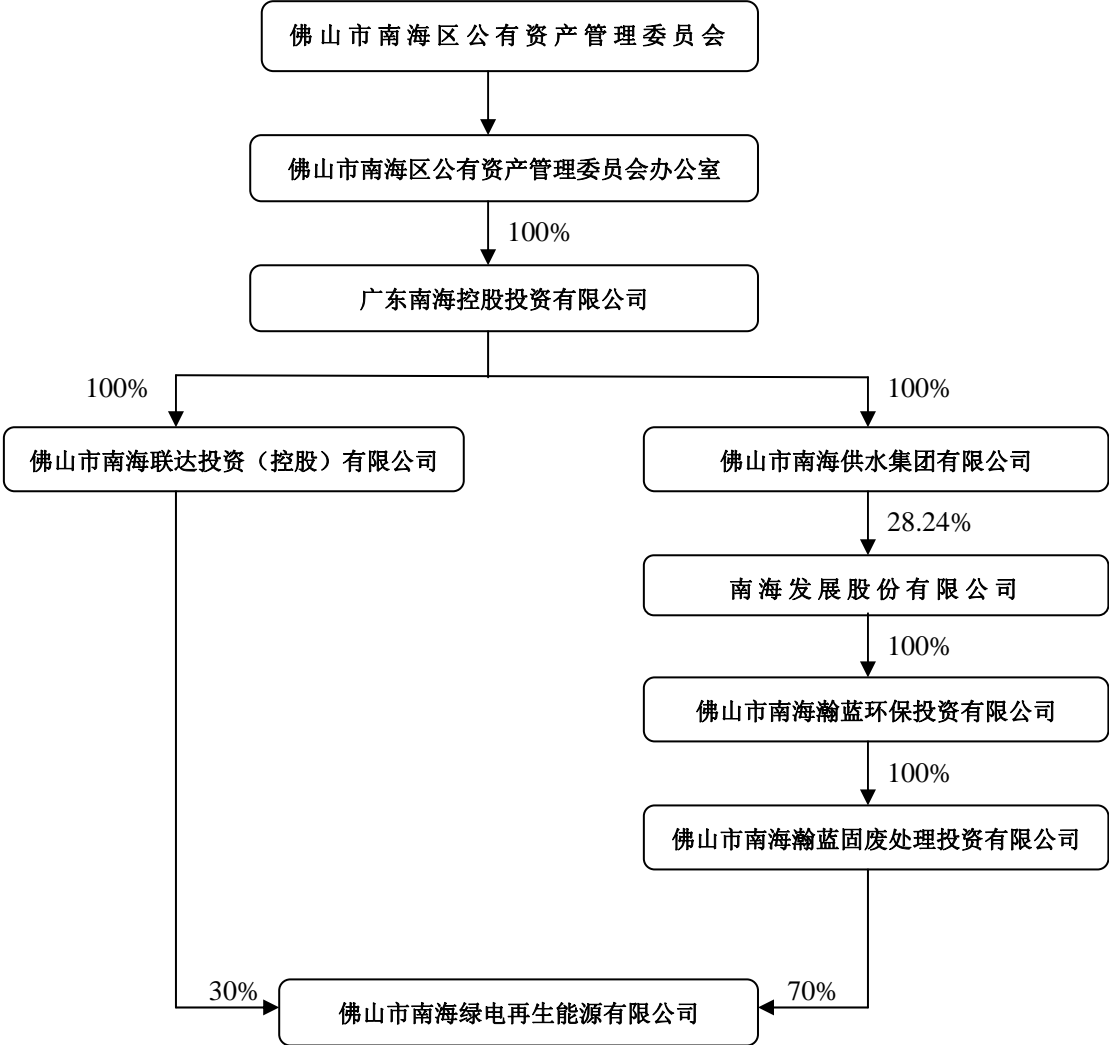 佛山市南海区公有资产管理委员会
佛山市南海区公有资产管理委员会办公室
100%
广东南海控股投资有限公司
100%
100%
佛山市南海联达投资（控股）有限公司
佛山市南海供水集团有限公司
28.24%
南海发展股份有限公司
100%
佛山市南海瀚蓝环保投资有限公司
100%
佛山市南海瀚蓝固废处理投资有限公司
30%
70%
佛山市南海绿电再生能源有限公司